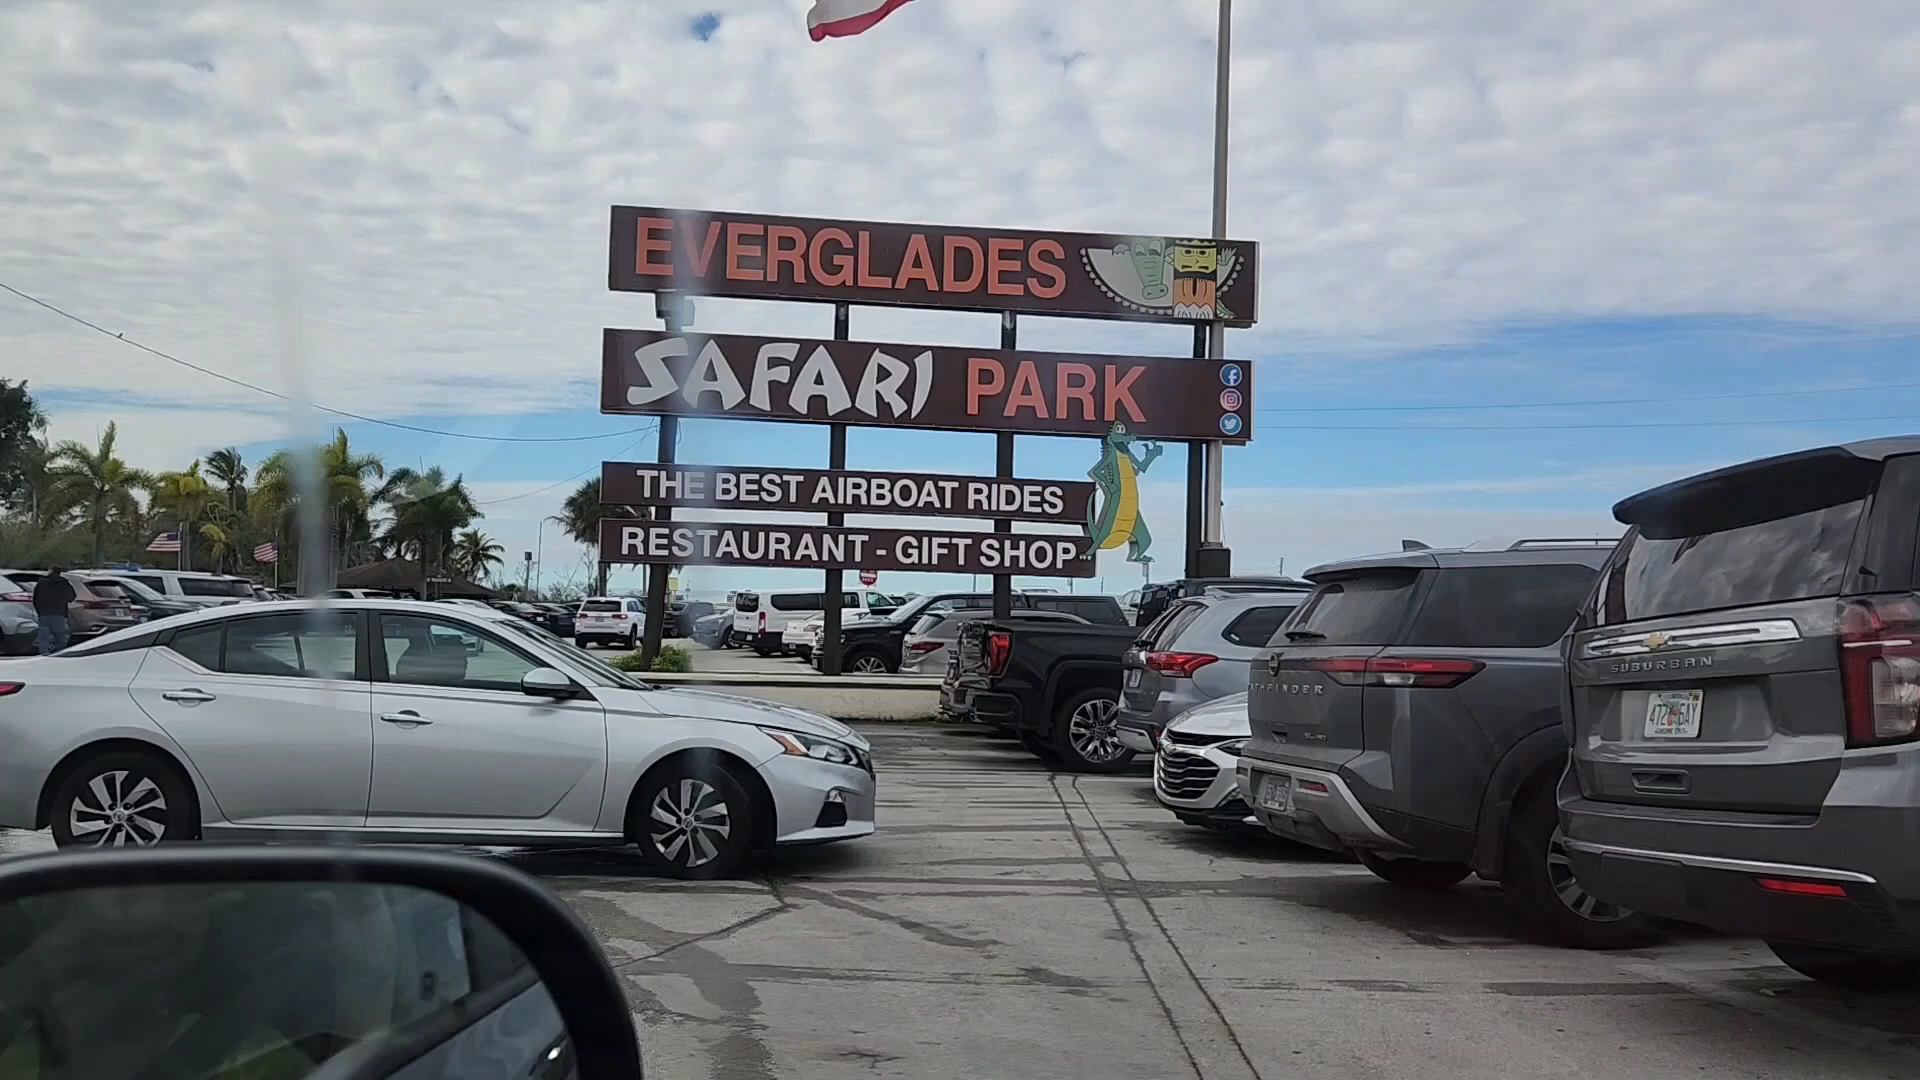 EVERGLADES
SAFARI PARK
THE BEST AIRBOAT RIDES
RESTAURANT - GIFT SHOP
PATHFINDER
SUBURBAN